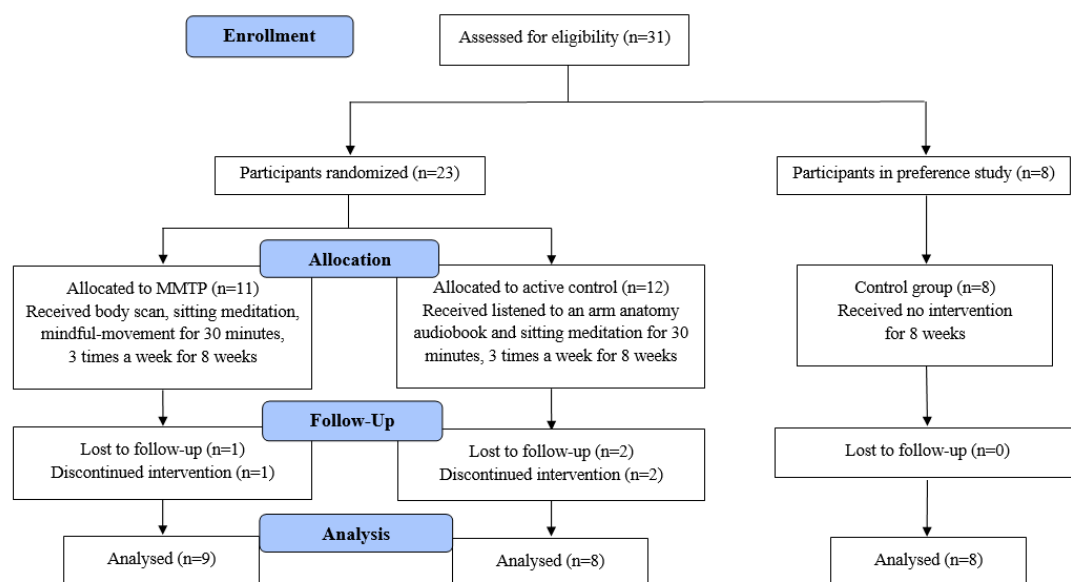 Enrollment
Assessed for eligibility (n=31)
Participants randomized (n=23)
Participants in preference study (n=8)
Allocation
Allocated to MMTP (n=11)
Received body scan, sitting meditation,
mindful-movement for 30 minutes,
3 times a week for 8 weeks
Allocated to active control (n=12)
Received listened to an arm anatomy
audiobook and sitting meditation for 30
minutes, 3 times a week for 8 weeks
Control group (n=8)
Received no intervention
for 8 weeks
Follow-Up
Lost to follow-up (n=1)
Discontinued intervention (n=1)
Lost to follow-up (n=2)
Discontinued intervention (n=2)
Lost to follow-up (n=0)
Analysis
Analysed (n=9)
Analysed (n=8)
Analysed (n=8)